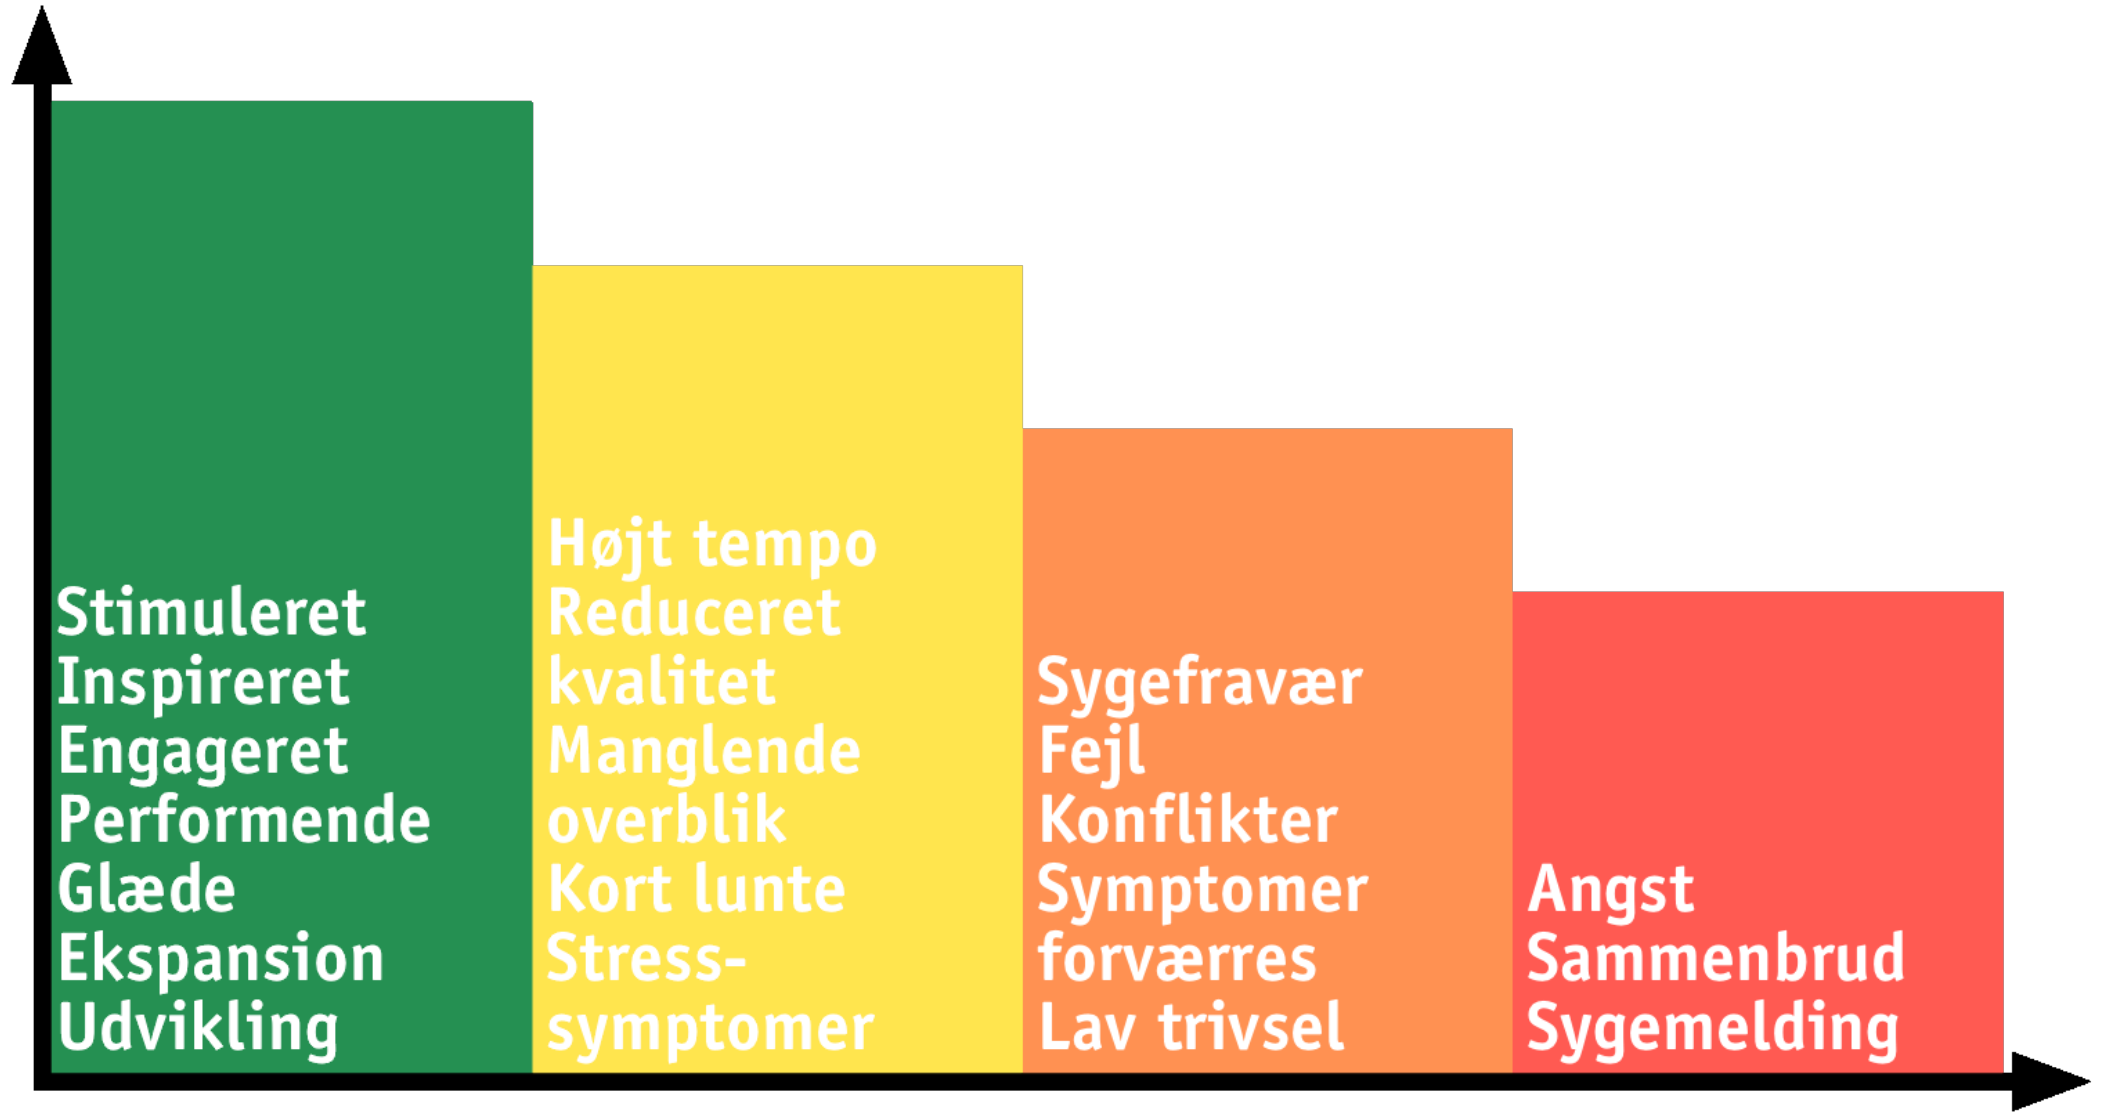 Stimuleret
Inspireret
Engageret
Performende
Glæde
Ekspansion
Udvikling
Højt tempo
Reduceret
kvalitet
Manglende
overblik
Kort lunte
Stress-
symptomer
Sygefravær
Fejl
Konflikter
Symptomer
forværres
Lav trivsel
Angst
Sammenbrud
Sygemelding